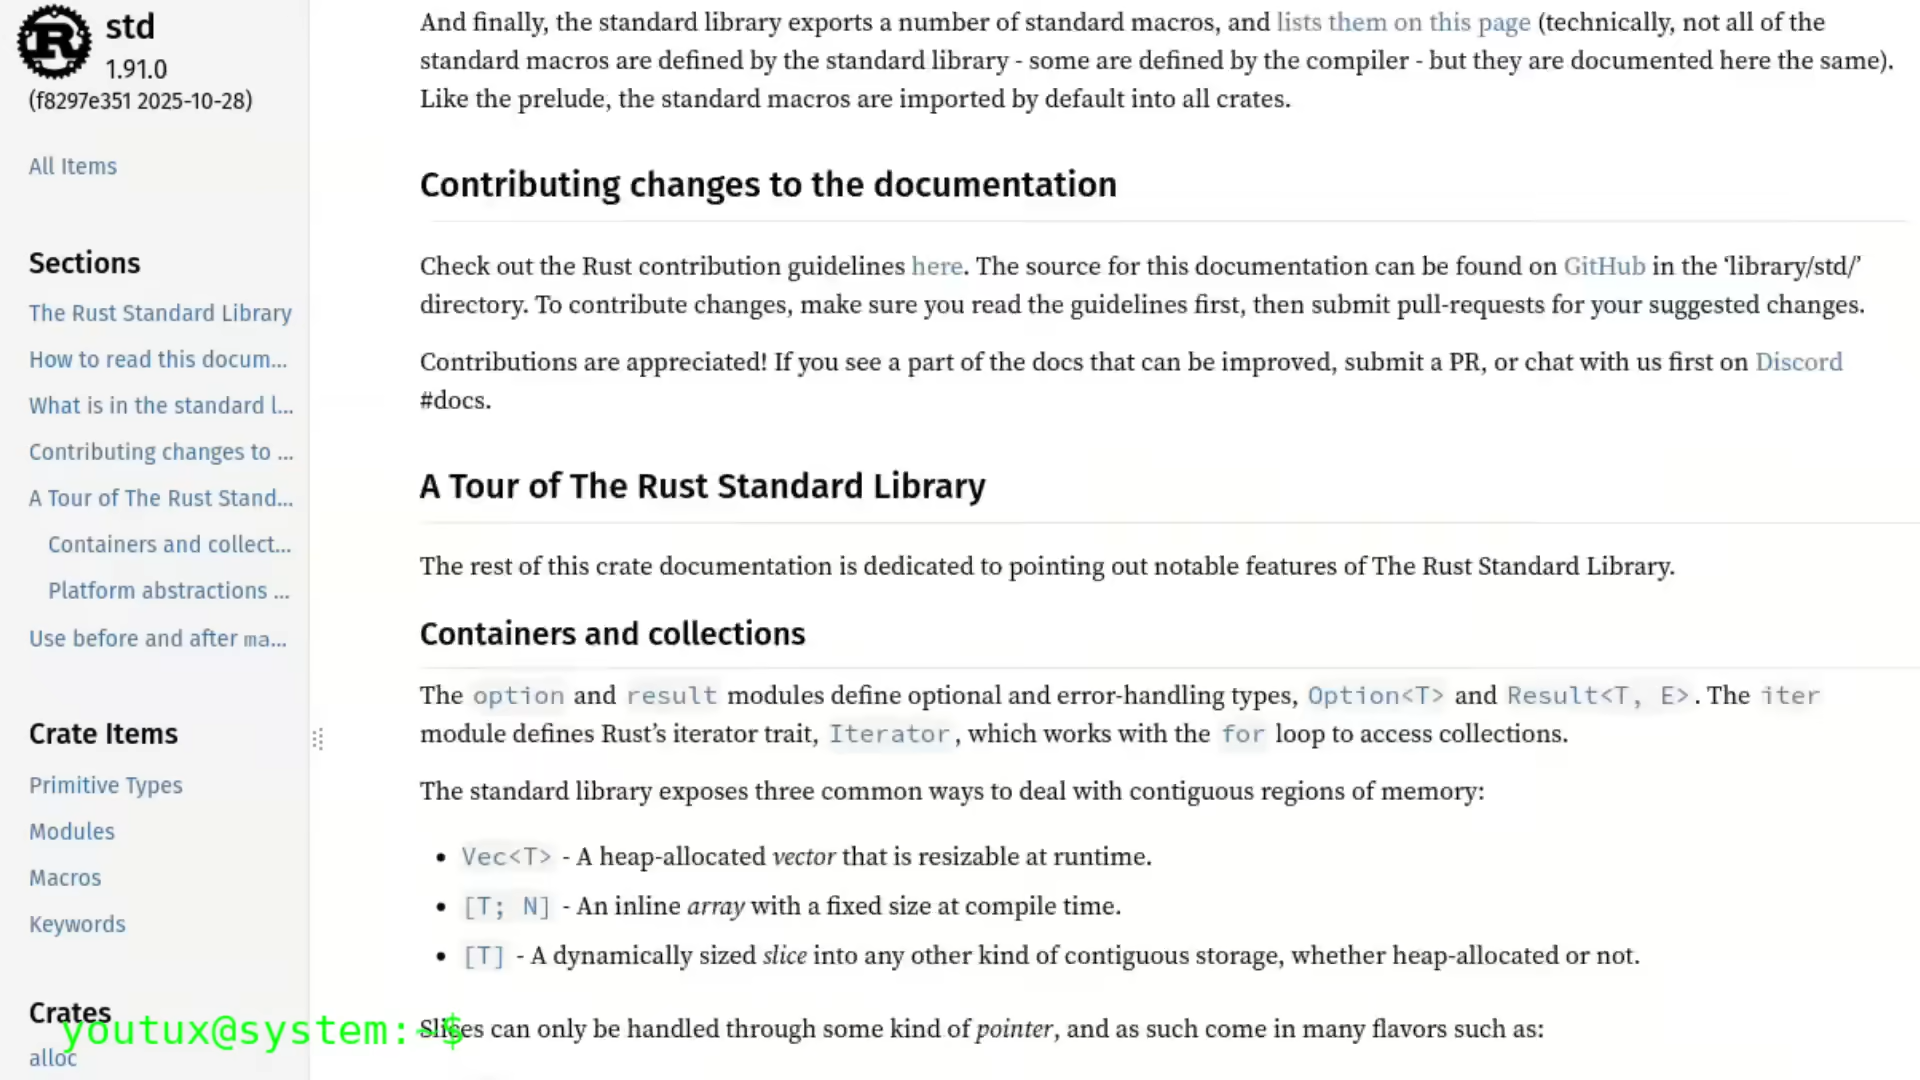 std
1.91.0
(f8297e351 2025-10-28)
All Items
Sections
The Rust Standard Library
How to read this docum...
What is in the standard l...
Contributing changes to ...
A Tour of The Rust Stand...
Containers and collect...
Platform abstractions ...
Use before and after ma...
Crate Items
Primitive Types
Modules
Macros
Keywords
Crates
alloc
And finally, the standard library exports a number of standard macros, and lists them on this page (technically, not all of the
standard macros are defined by the standard library - some are defined by the compiler - but they are documented here the same).
Like the prelude, the standard macros are imported by default into all crates.
Contributing changes to the documentation
Check out the Rust contribution guidelines here. The source for this documentation can be found on GitHub in the ‘library/std/’
directory. To contribute changes, make sure you read the guidelines first, then submit pull-requests for your suggested changes.
Contributions are appreciated! If you see a part of the docs that can be improved, submit a PR, or chat with us first on Discord
#docs.
A Tour of The Rust Standard Library
The rest of this crate documentation is dedicated to pointing out notable features of The Rust Standard Library.
Containers and collections
The option and result modules define optional and error-handling types, Option<T> and Result<T, E>. The iter
module defines Rust’s iterator trait, Iterator, which works with the for loop to access collections.
The standard library exposes three common ways to deal with contiguous regions of memory:
• Vec<T> - A heap-allocated vector that is resizable at runtime.
• [T; N] - An inline array with a fixed size at compile time.
• [T] - A dynamically sized slice into any other kind of contiguous storage, whether heap-allocated or not.
Slices can only be handled through some kind of pointer, and as such come in many flavors such as:
youtux@system:~$